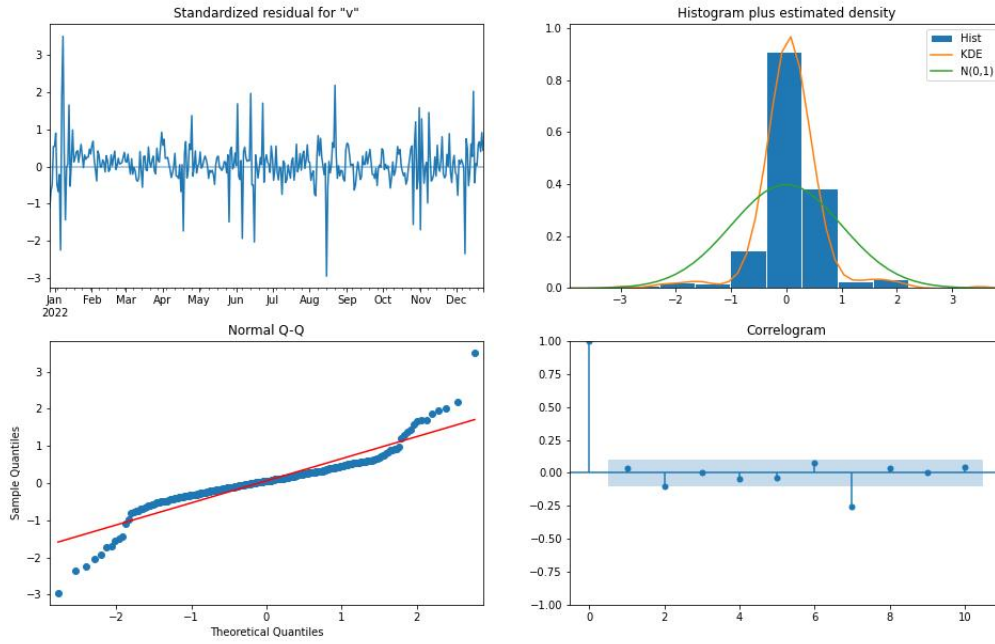 Standardized residual for "v"
3
2
1
0
−1
−2
−3
Jan Feb Mar Apr May Jun Jul Aug Sep Oct Nov Dec
2022
Histogram plus estimated density
1.0
0.8
0.6
0.4
0.2
0.0
Hist
KDE
N(0,1)
−3 −2 −1 0 1 2 3
Normal Q-Q
Sample Quantiles
3
2
1
0
−1
−2
−3
−2 −1 0 1 2
Theoretical Quantiles
Correlogram
1.00
0.75
0.50
0.25
0.00
−0.25
−0.50
−0.75
−1.00
0 2 4 6 8 10